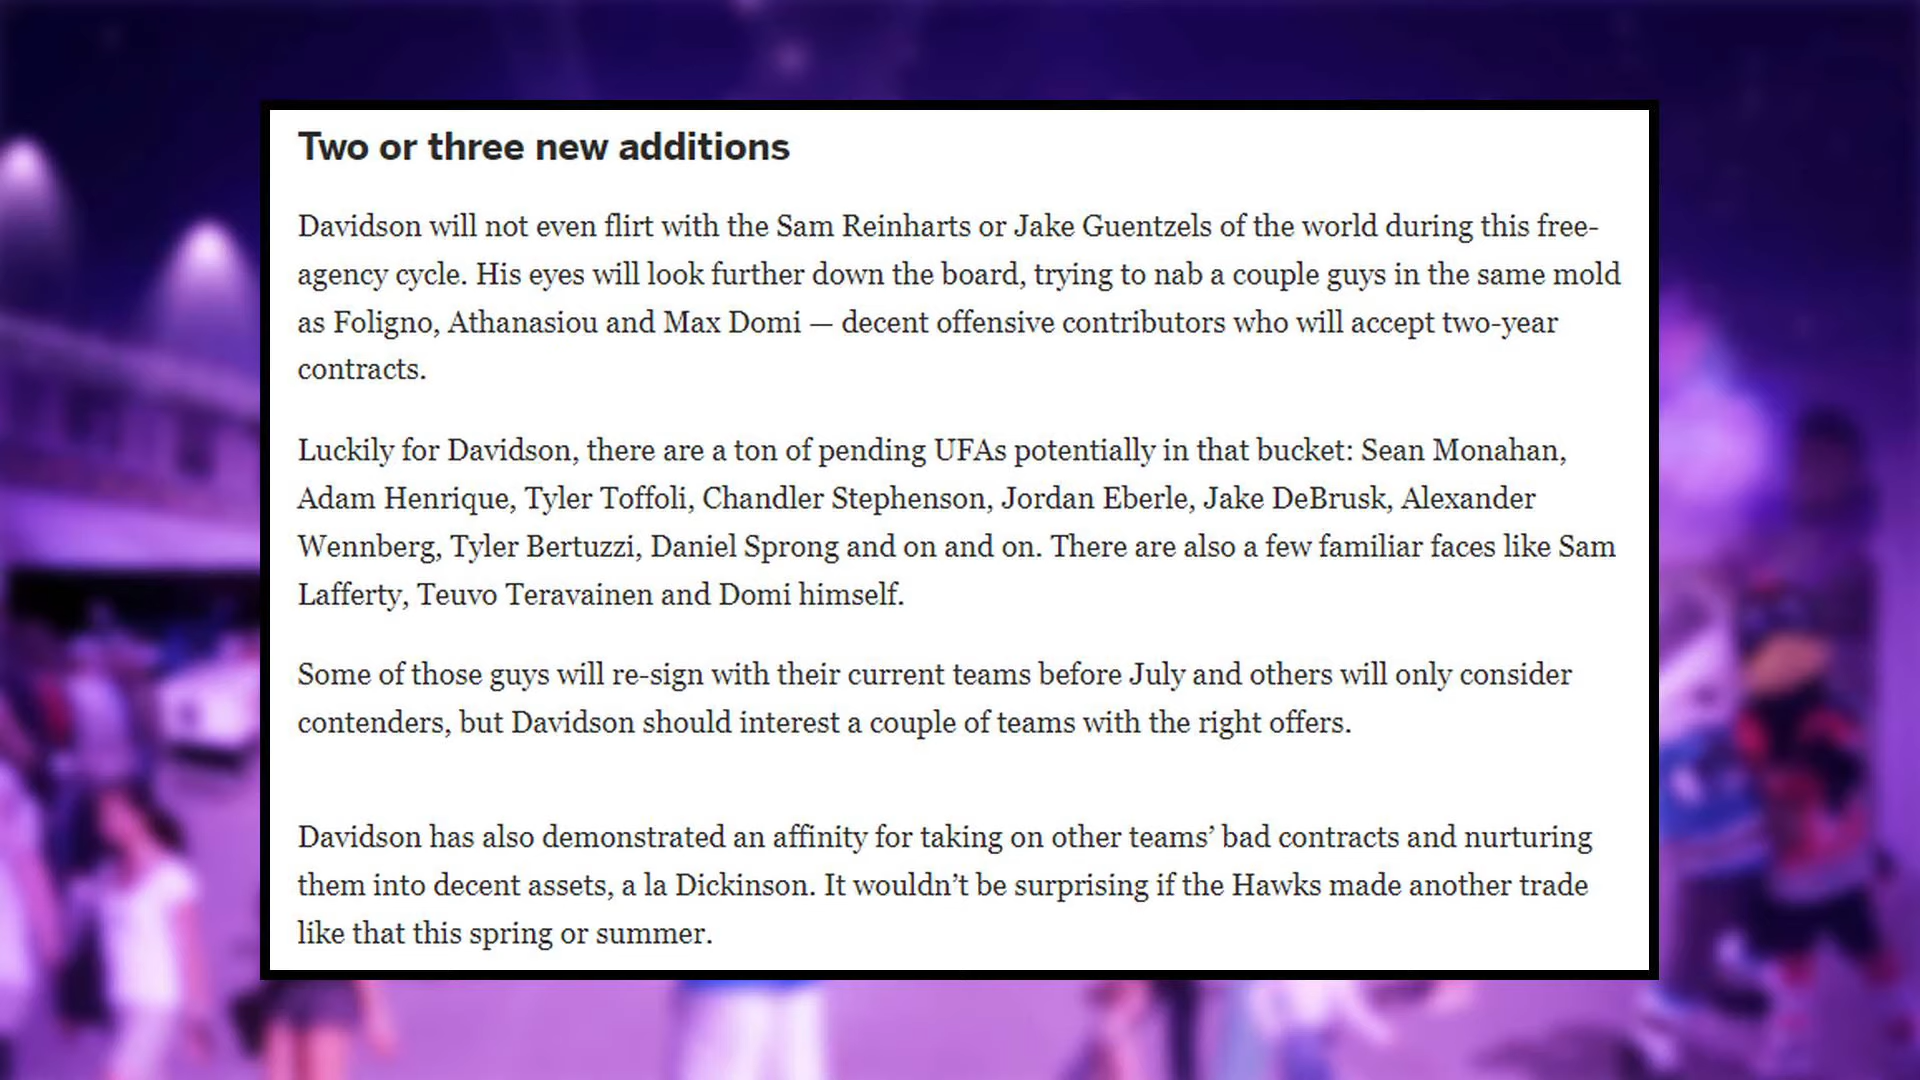 Two or three new additions
Davidson will not even flirt with the Sam Reinharts or Jake Guentzels of the world during this free-
agency cycle. His eyes will look further down the board, trying to nab a couple guys in the same mold
as Foligno, Athanasiou and Max Domi — decent offensive contributors who will accept two-year
contracts.
Luckily for Davidson, there are a ton of pending UFAs potentially in that bucket: Sean Monahan,
Adam Henrique, Tyler Toffoli, Chandler Stephenson, Jordan Eberle, Jake DeBrusk, Alexander
Wennberg, Tyler Bertuzzi, Daniel Sprong and on and on. There are also a few familiar faces like Sam
Lafferty, Teuvo Teravainen and Domi himself.
Some of those guys will re-sign with their current teams before July and others will only consider
contenders, but Davidson should interest a couple of teams with the right offers.
Davidson has also demonstrated an affinity for taking on other teams’ bad contracts and nurturing
them into decent assets, a la Dickinson. It wouldn’t be surprising if the Hawks made another trade
like that this spring or summer.